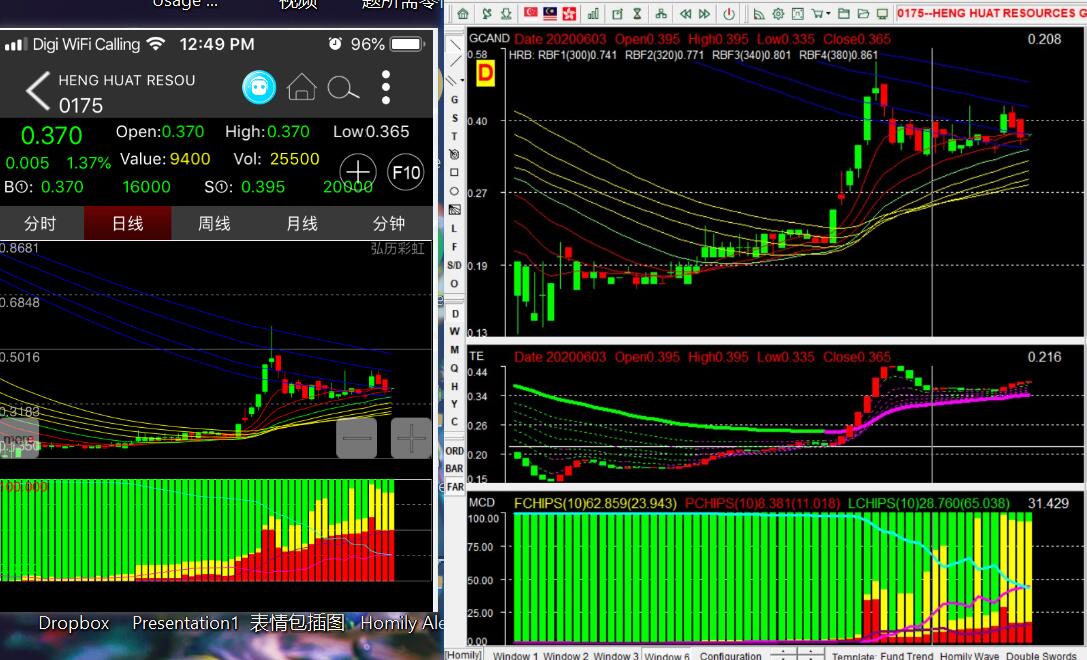 视频
Digi WiFi Calling 12:49 PM 96%
HENG HUAT RESOU
0175
0.370 Open:0.370 High:0.370 Low0.365
0.005 1.37% Value: 9400 Vol: 25500
F10
B①: 0.370 16000 S①: 0.395 20000
分时 日线 周线 月线 分钟
0.8681 弘历彩虹
0.6848
0.5016
0.3183
more
100.000
Dropbox Presentation1 表情包插图 Homily Ale
0175--HENG HUAT RESOURCES G
GCAND Date 20200603 Open0.395 High0.395 Low0.335 Close0.365 0.208
0.58 HRB: RBF1(300)0.741 RBF2(320)0.771 RBF3(340)0.801 RBF4(380)0.861
D
0.40
0.27
0.19
0.13
G
S
T
L
F
S/D
O
D
W
M
Q
H
Y
C
ORD
BAR
FAR
TE Date 20200603 Open0.395 High0.395 Low0.335 Close0.365 0.216
0.44
0.34
0.26
0.20
0.15
MCD FCHIPS(10)62.859(23.943) PCHIPS(10)8.381(11.018) LCHIPS(10)28.760(65.038) 31.429
100.00
75.00
50.00
25.00
0.00
[Homily] Window 1 Window 2 Window 3 Window 6 Configuration Template: Fund Trend Homily Wave Double Swords